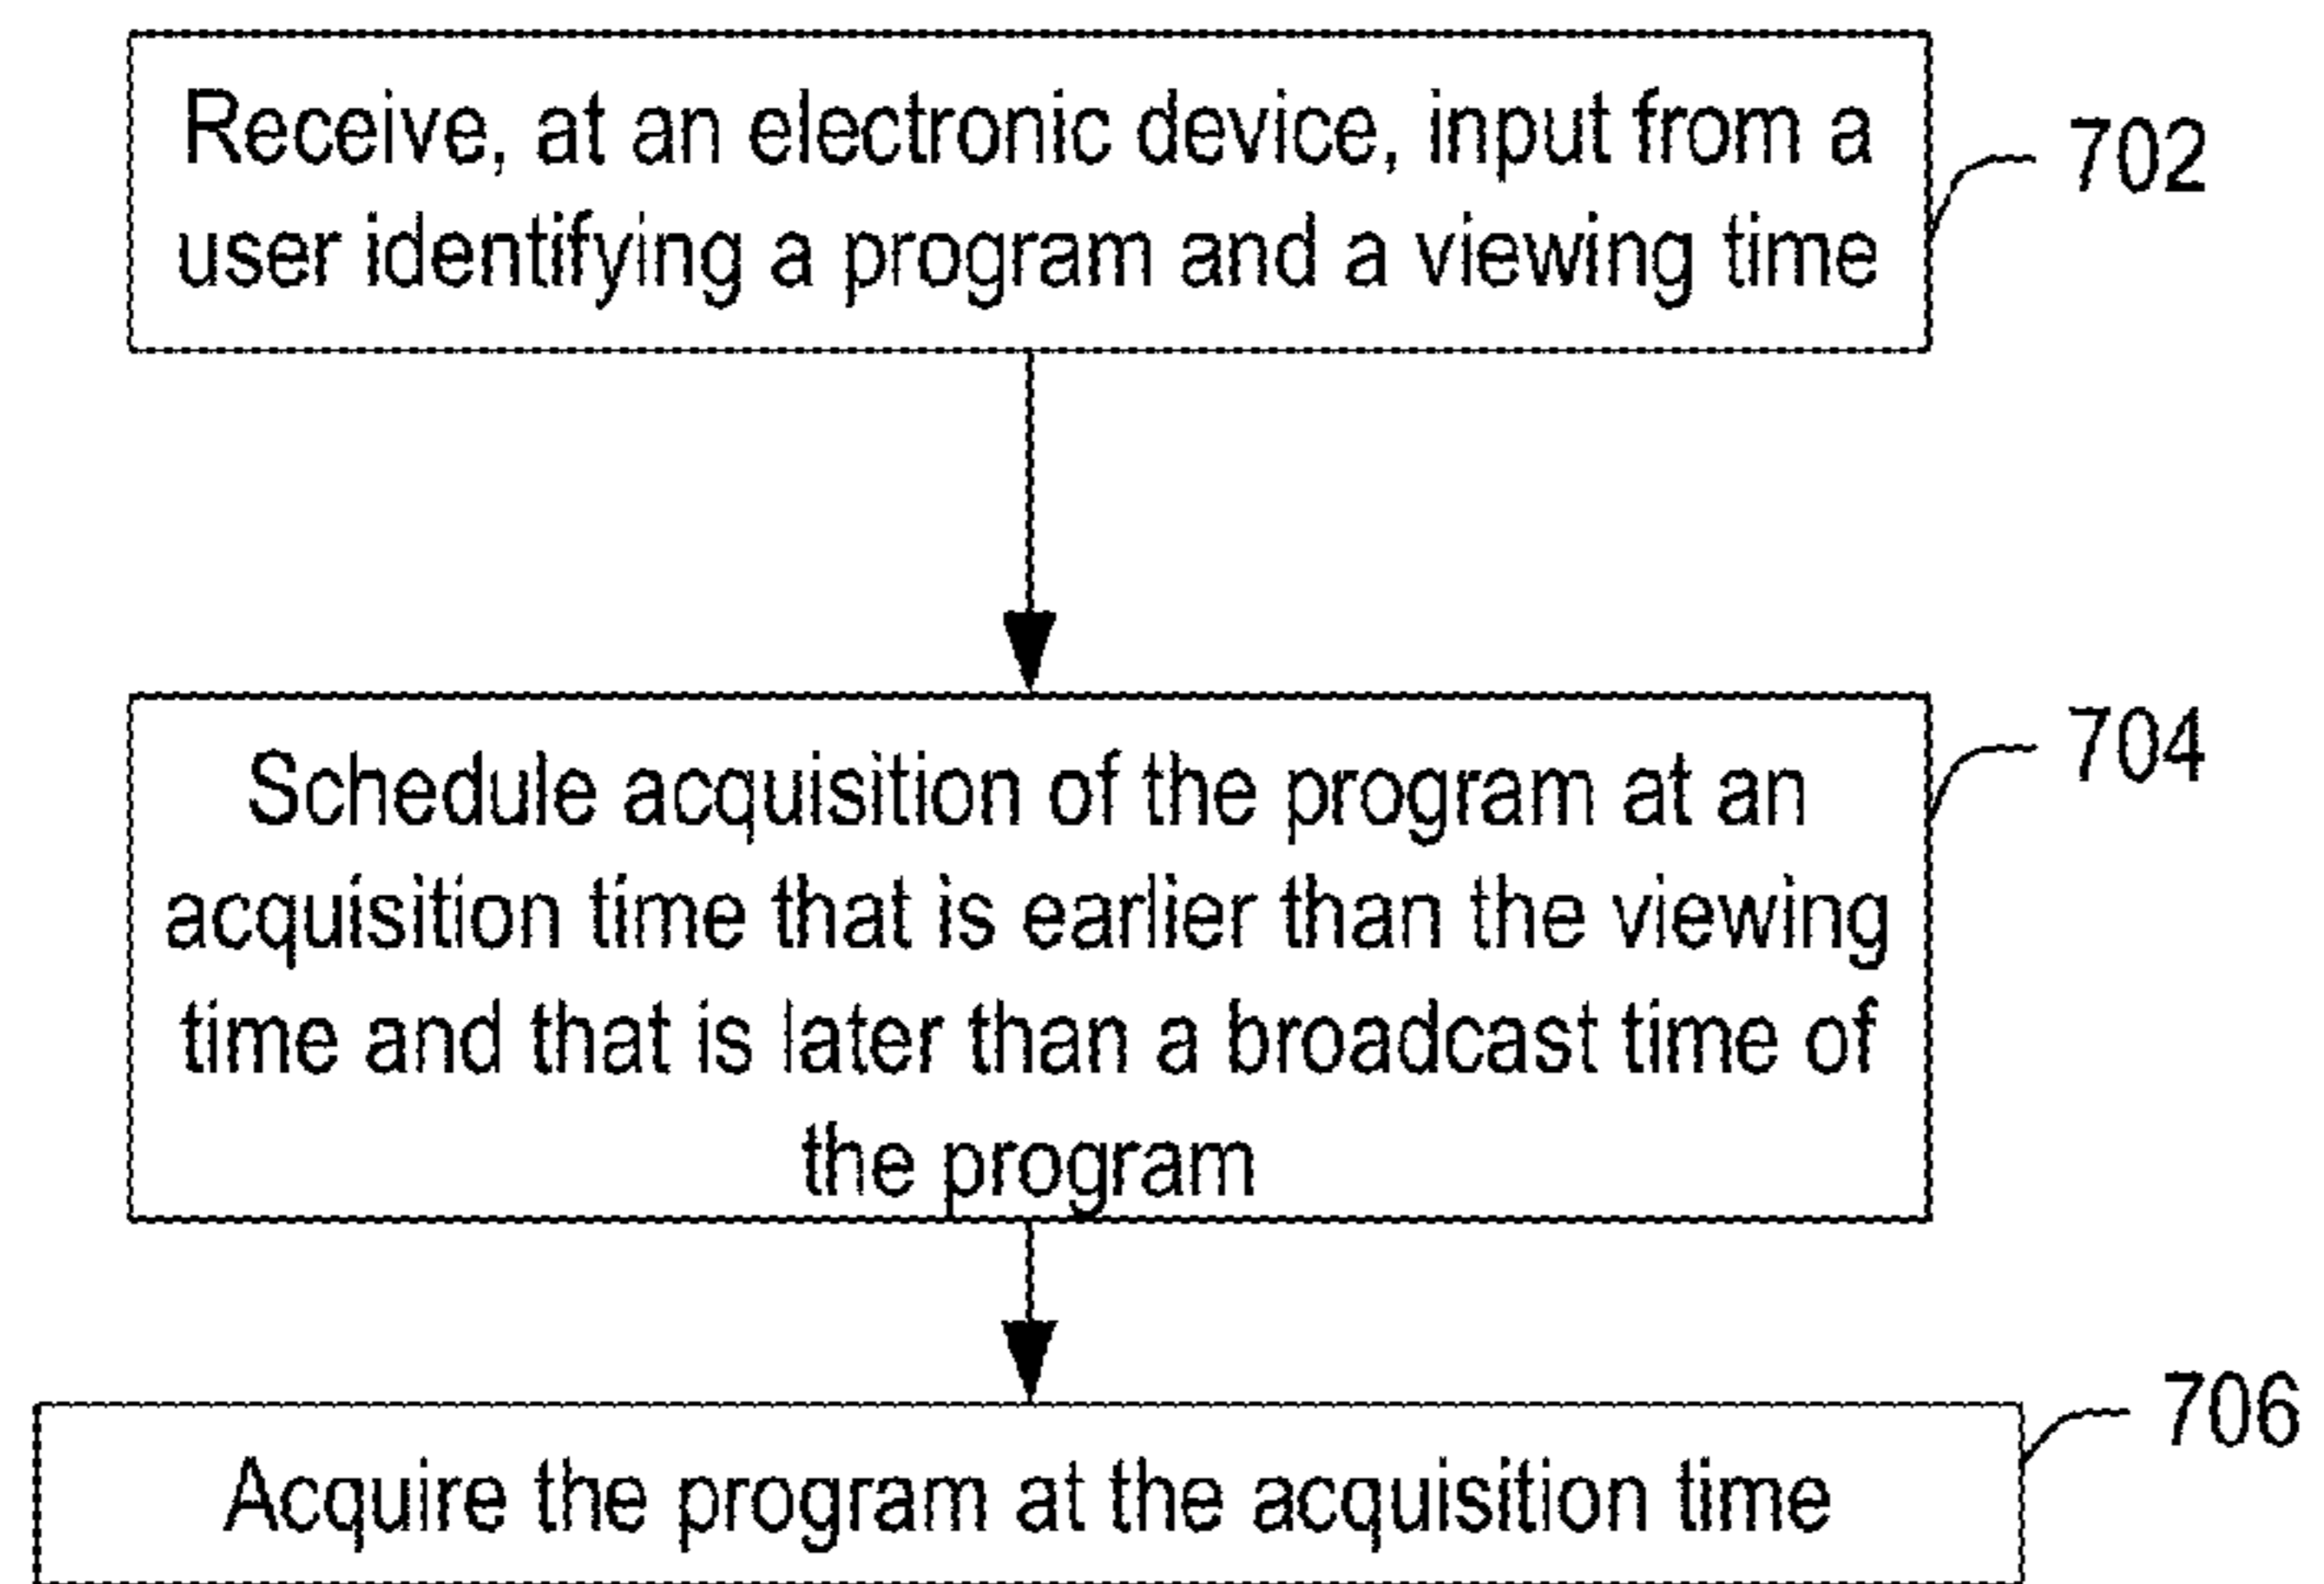 Receive, at an electronic device, input from a
user identifying a program and a viewing time
702
Schedule acquisition of the program at an
acquisition time that is earlier than the viewing
time and that is later than a broadcast time of
the program
704
Acquire the program at the acquisition time
706